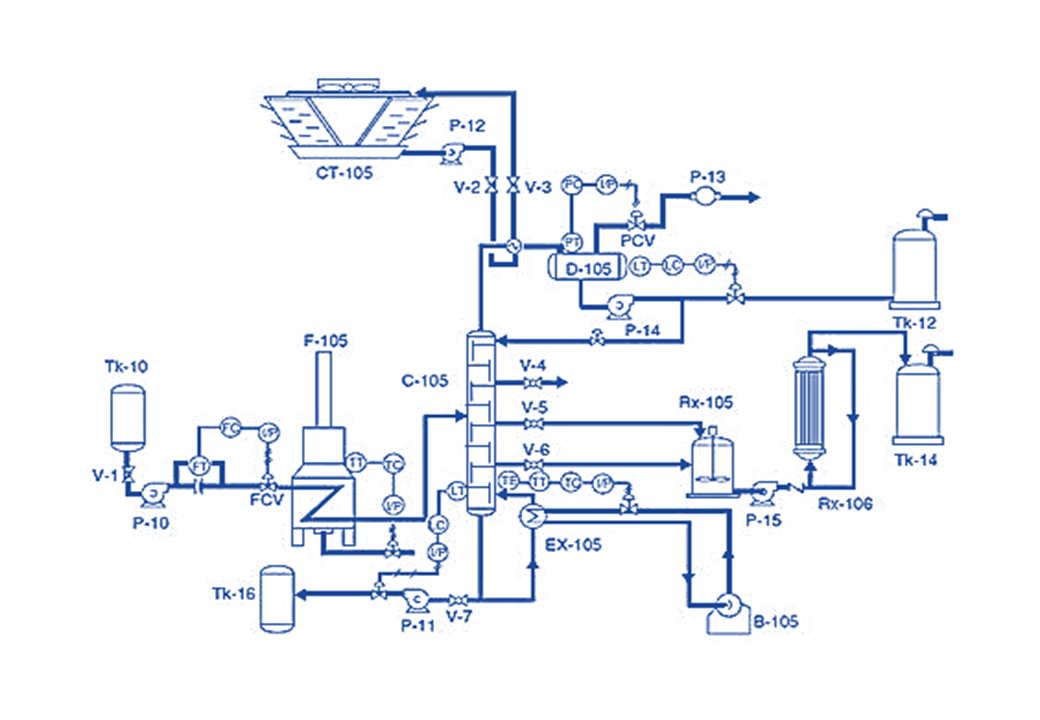 P-12
CT-105
V-2
V-3
PC
I/P
P-13
PT
PCV
D-105
LT
LC
I/P
P-14
Tk-12
F-105
Tk-10
C-105
V-4
V-5
Rx-105
V-6
Tk-14
FC
I/P
FT
V-1
FCV
P-10
TT
TC
I/P
LT
TE
TT
TC
I/P
P-15
Rx-106
LC
I/P
EX-105
Tk-16
P-11
V-7
B-105